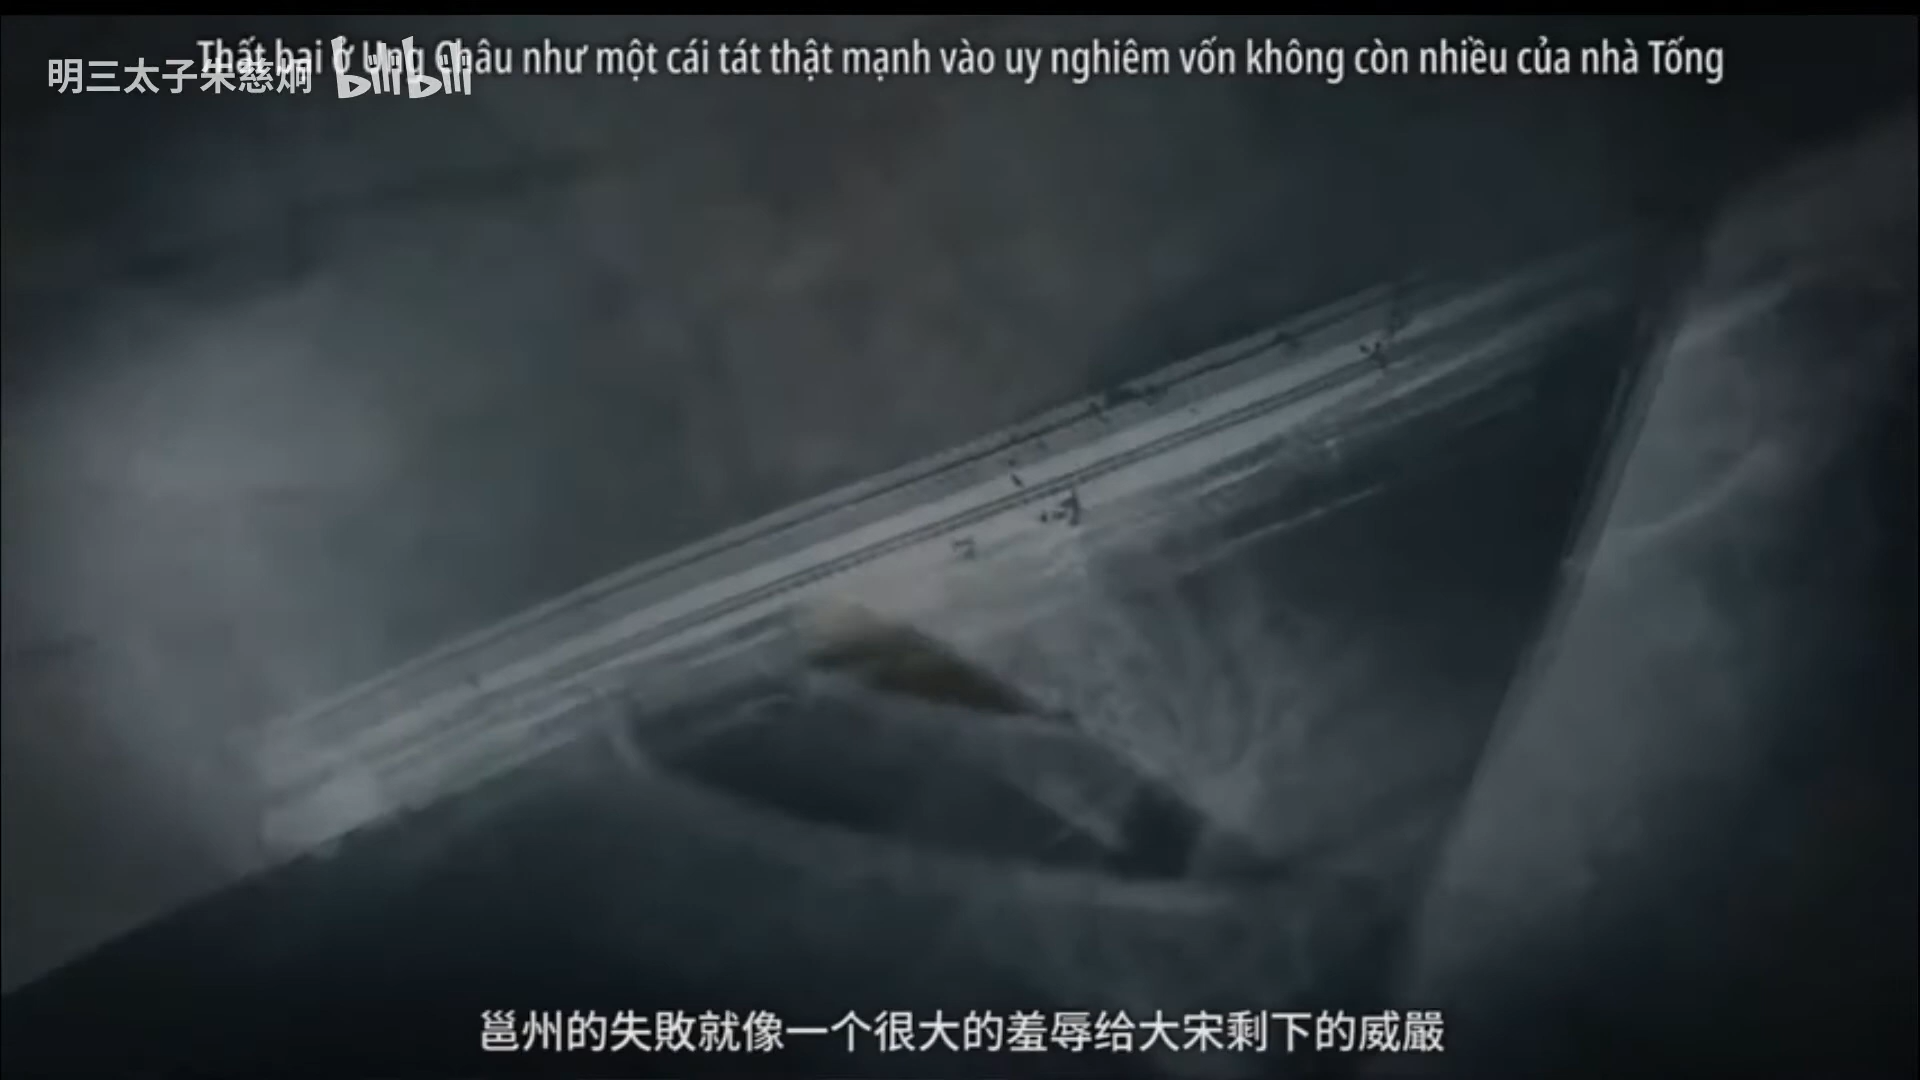 Thất bại ở Ung Châu như một cái tát thật mạnh vào uy nghiêm vốn không còn nhiều của nhà Tống
明三太子朱慈炯 bilibili
邕州的失敗就像一个很大的羞辱给大宋剩下的威嚴